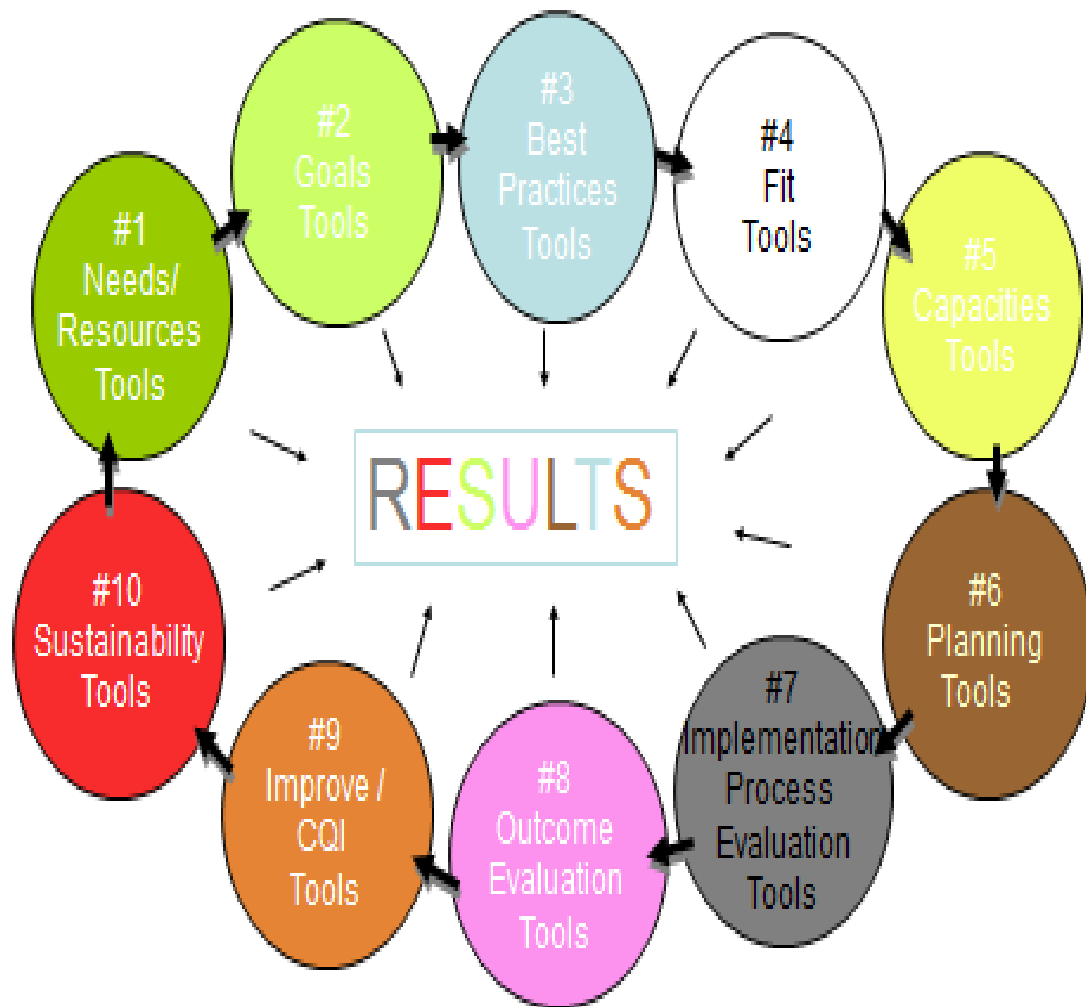 #1
Needs/
Resources
Tools
#2
Goals
Tools
#3
Best
Practices
Tools
#4
Fit
Tools
#5
Capacities
Tools
#6
Planning
Tools
#7
Implementation
Process
Evaluation
Tools
#8
Outcome
Evaluation
Tools
#9
Improve /
CQI
Tools
#10
Sustainability
Tools
RESULTS